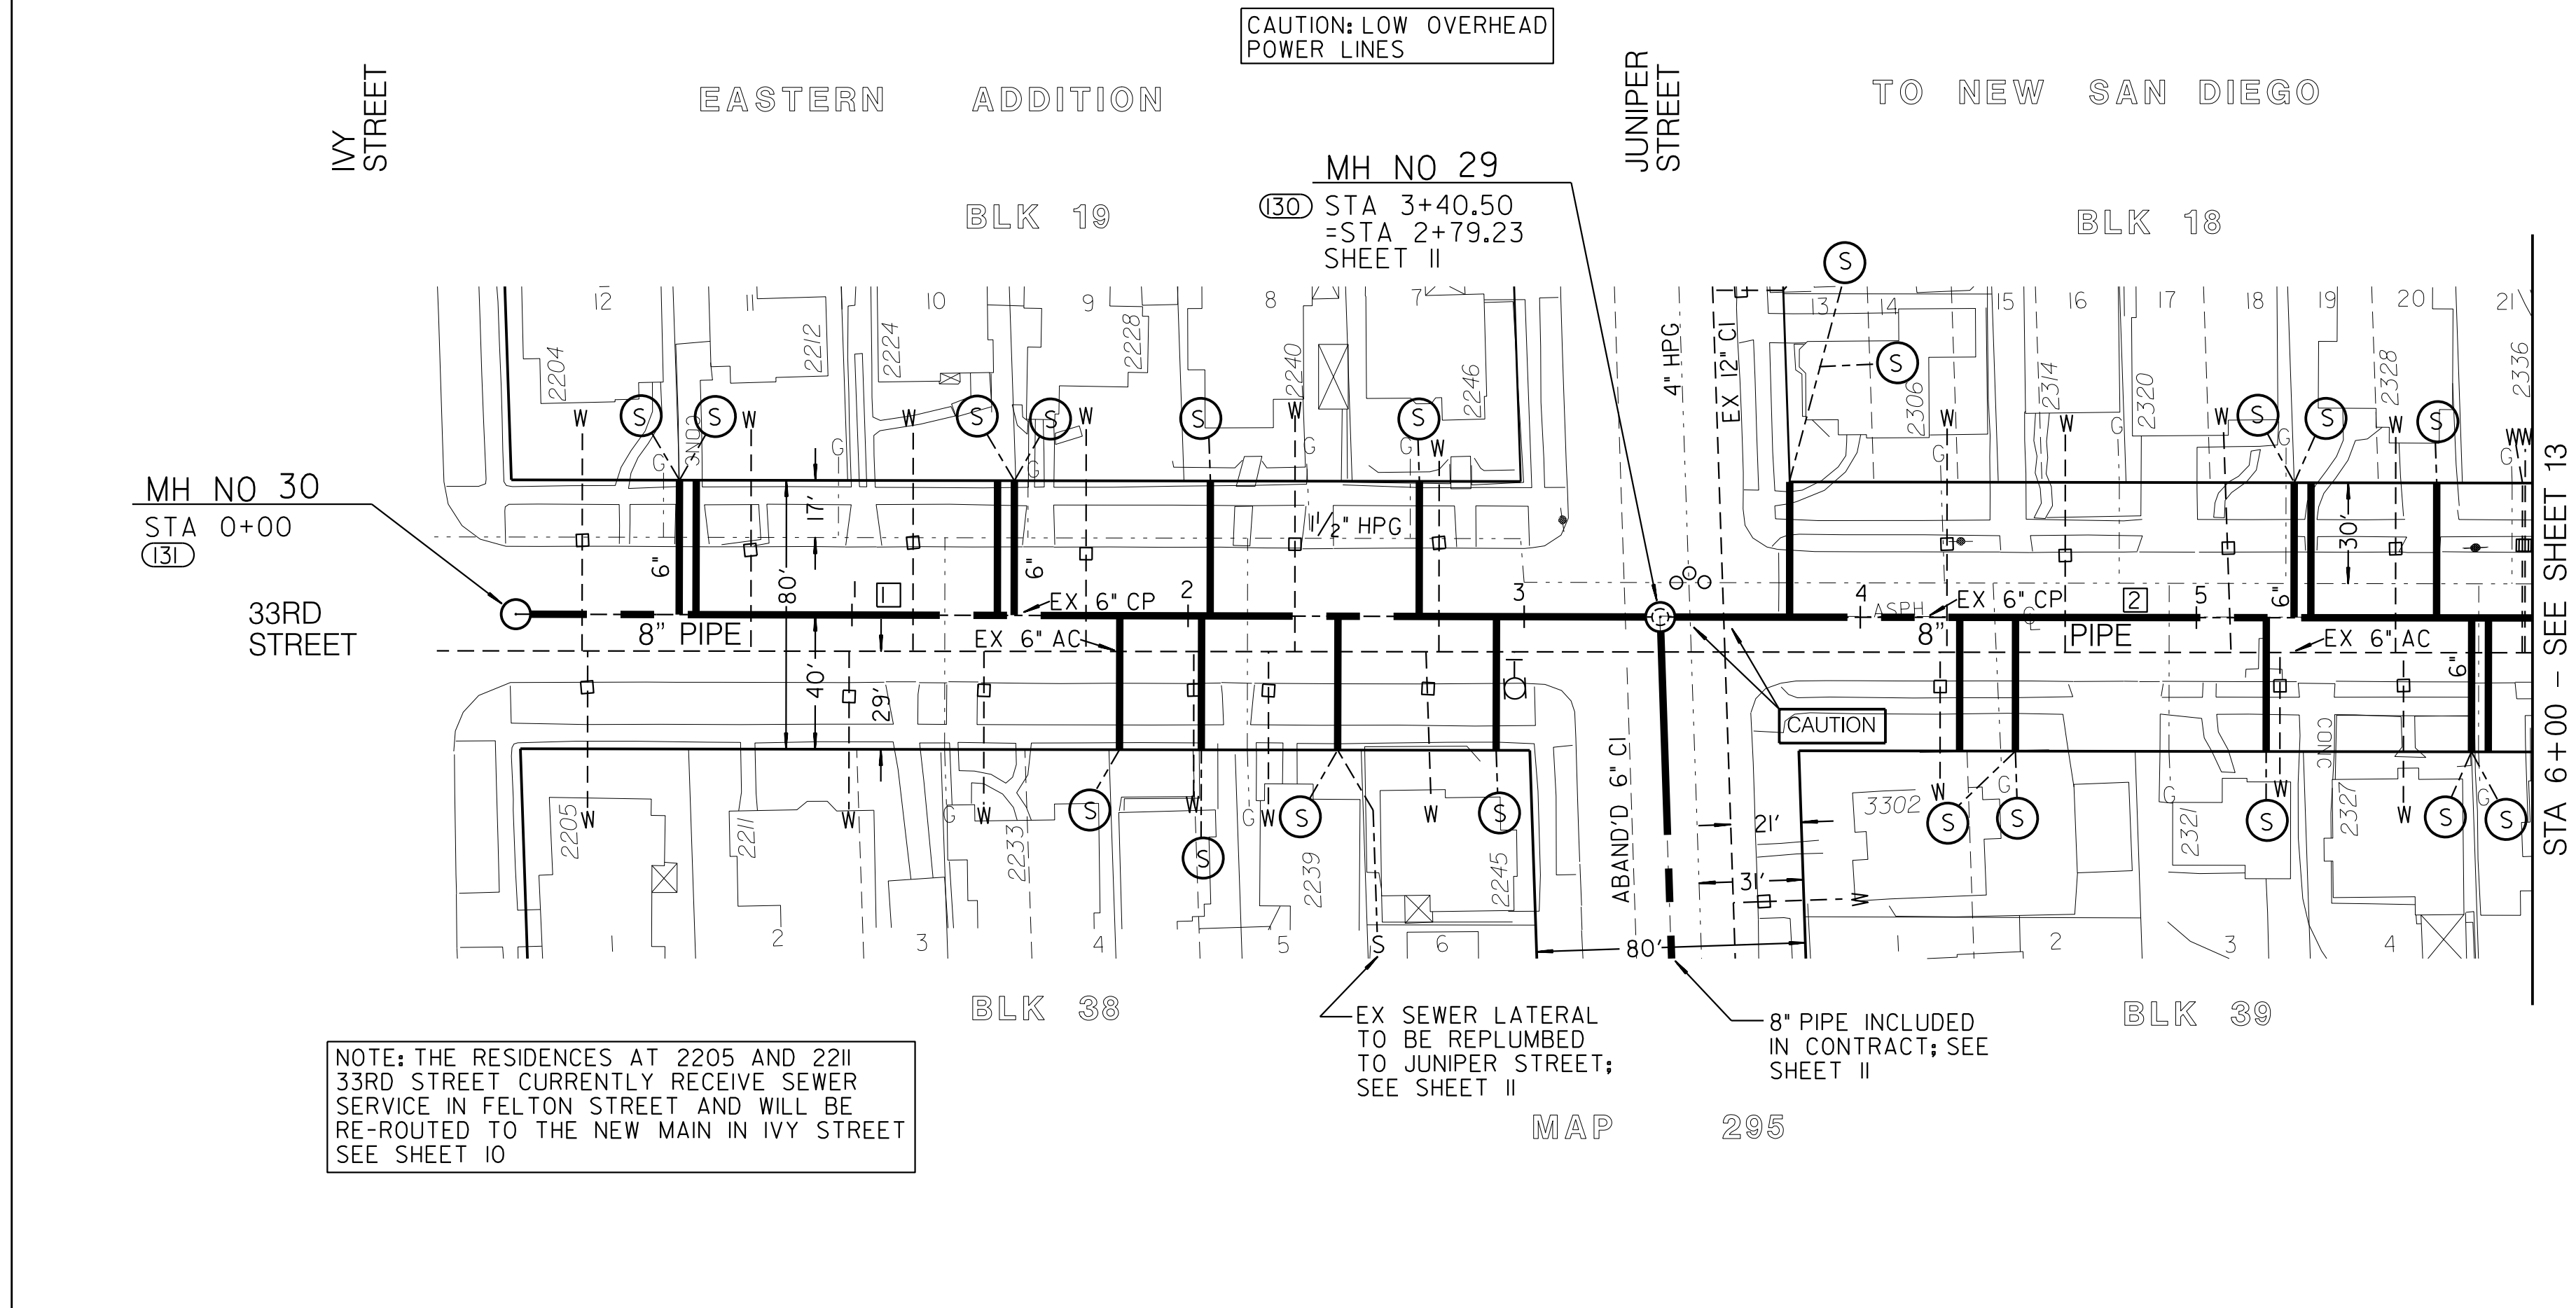 CAUTION: LOW OVERHEAD
POWER LINES
IVY
STREET
EASTERN ADDITION
JUNIPER
STREET
TO NEW SAN DIEGO
MH NO 29
130 STA 3+40.50
=STA 2+79.23
SHEET 11
BLK 19
BLK 18
S
12
11
10
9
8
7
13
14
15
16
17
18
19
20
21
2204
2212
2224
2228
2240
2246
4" HPG
EX 12" CI
2306
2314
2320
2328
2336
S
S W S W W S S W S W S W
W W W S S W S W
G CONC G G G G G G G
MH NO 30
STA 0+00
131
17'
1 1/2" HPG
30'
6"
80'
6"
6"
33RD
STREET
1
1
EX 6" CP
2
3
4
ASPH
EX 6" CP
2
5
8" PIPE
EX 6" AC
8" PIPE
EX 6" AC
6"
40'
29'
CAUTION
CONC
STA 6+00 - SEE SHEET 13
2205
2211
2233
2239
2245
ABAND'D 6" CI
3302
2321
2327
W W G W S W S G W S W S
W S G S G S W W S G S
21'
31'
W
1
2
3
4
5
S
6
80'
1
2
3
4
BLK 38
BLK 39
EX SEWER LATERAL
TO BE REPLUMBED
TO JUNIPER STREET;
SEE SHEET 11
8" PIPE INCLUDED
IN CONTRACT; SEE
SHEET 11
NOTE: THE RESIDENCES AT 2205 AND 2211
33RD STREET CURRENTLY RECEIVE SEWER
SERVICE IN FELTON STREET AND WILL BE
RE-ROUTED TO THE NEW MAIN IN IVY STREET
SEE SHEET 10
MAP 295